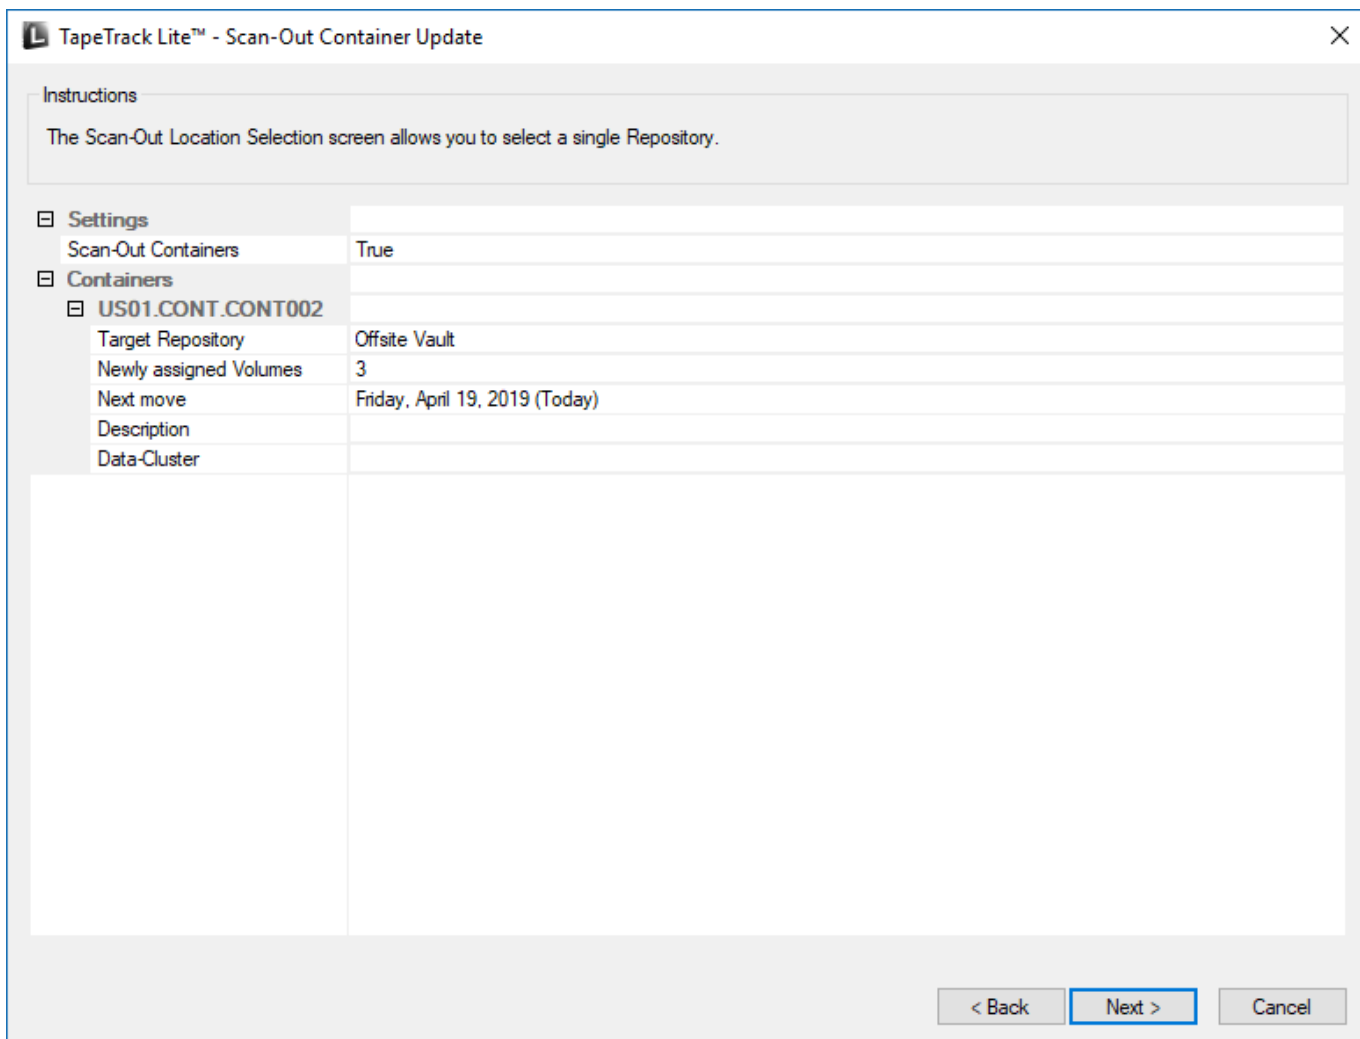 TapeTrack Lite™ - Scan-Out Container Update
Instructions
The Scan-Out Location Selection screen allows you to select a single Repository.
Settings
Scan-Out Containers True
Containers
US01.CONT.CONT002
Target Repository Offsite Vault
Newly assigned Volumes 3
Next move Friday, April 19, 2019 (Today)
Description
Data-Cluster
< Back Next > Cancel